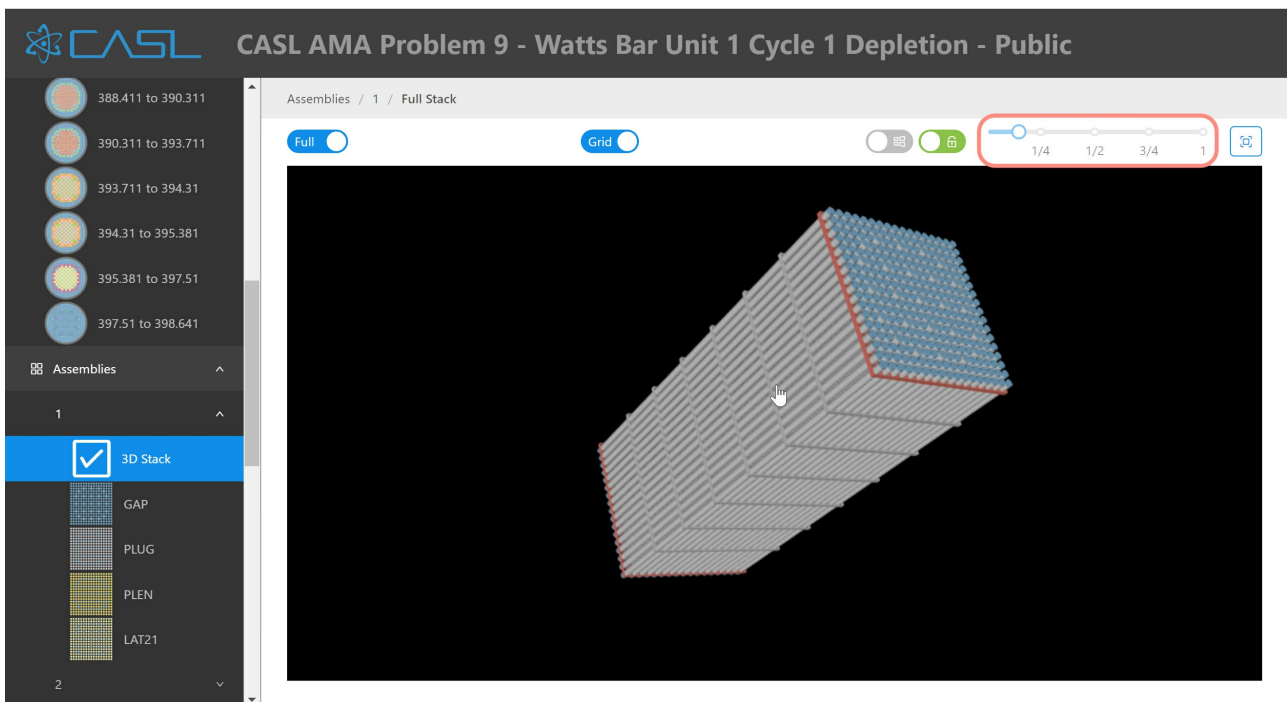 CASL
CASL AMA Problem 9 - Watts Bar Unit 1 Cycle 1 Depletion - Public
388.411 to 390.311
390.311 to 393.711
393.711 to 394.31
394.31 to 395.381
395.381 to 397.51
397.51 to 398.641
Assemblies
1
3D Stack
GAP
PLUG
PLEN
LAT21
2
Assemblies / 1 / Full Stack
Full
Grid
1/4 1/2 3/4 1